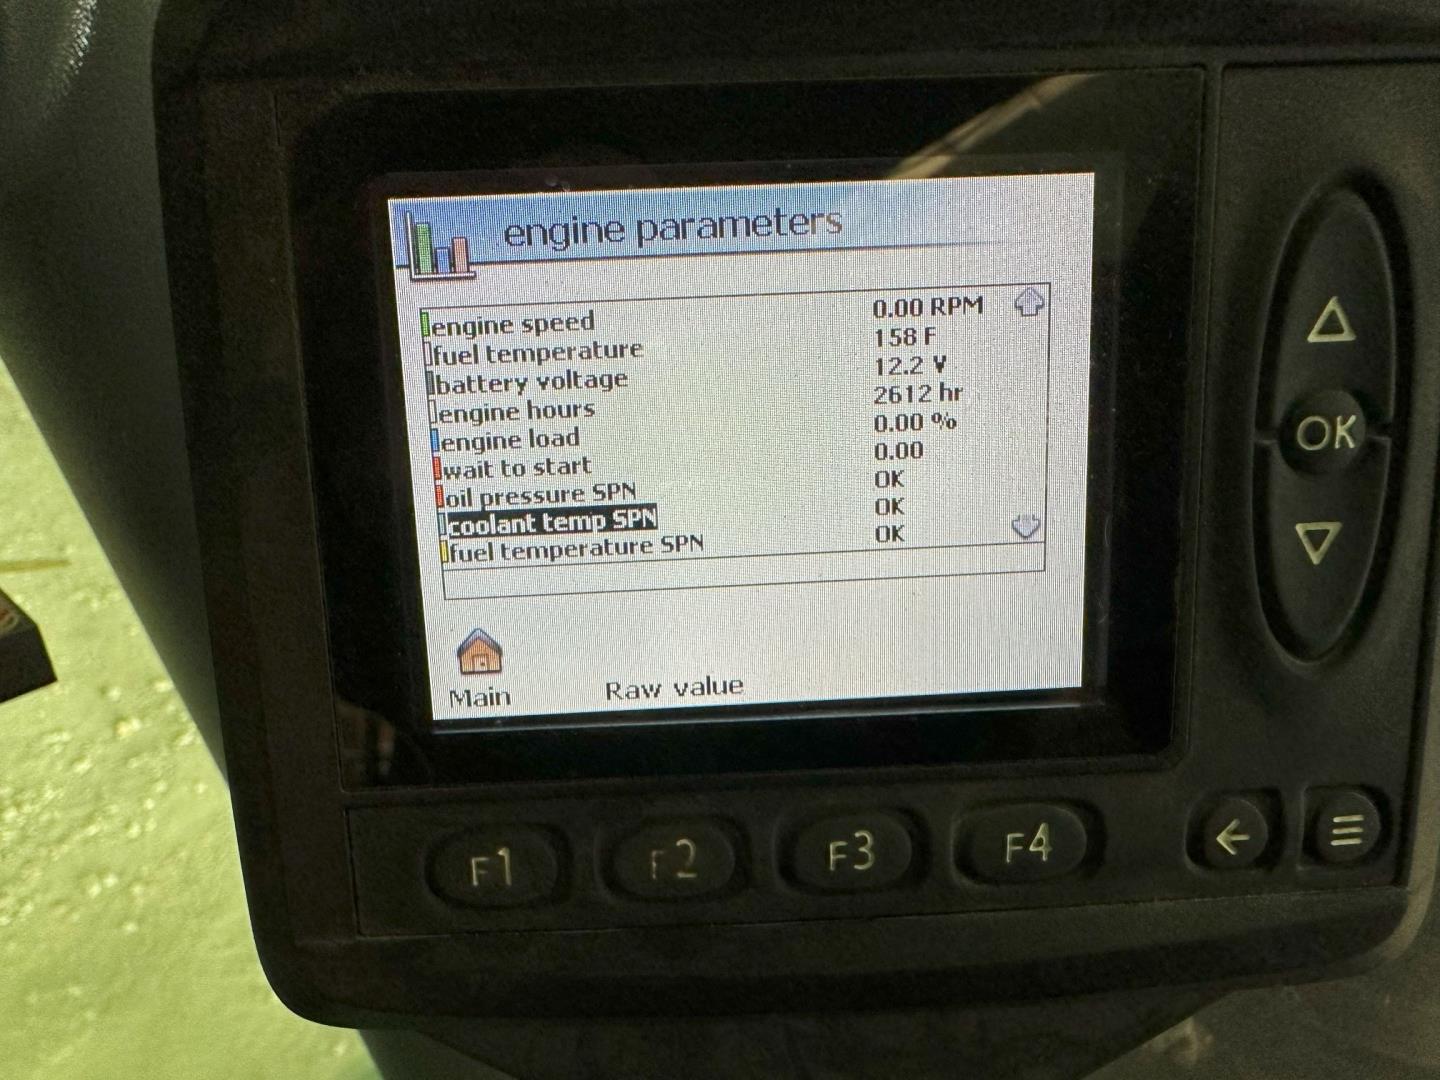 engine parameters
engine speed 0.00 RPM
fuel temperature 158 F
battery voltage 12.2 V
engine hours 2612 hr
engine load 0.00 %
wait to start 0.00
oil pressure SPN OK
coolant temp SPN OK
fuel temperature SPN OK
Main Raw value
OK
F1 F2 F3 F4